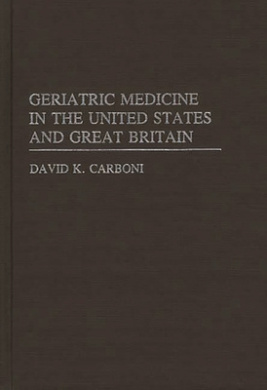 GERIATRIC MEDICINE
IN THE UNITED STATES
AND GREAT BRITAIN
DAVID K. CARBONI